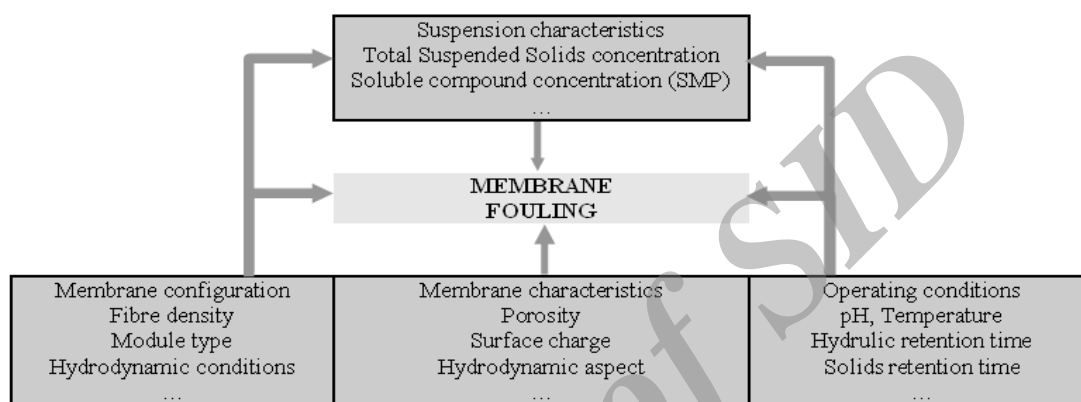 Suspension characteristics
Total Suspended Solids concentration
Soluble compound concentration (SMP)
…
MEMBRANE
FOULING
Membrane configuration
Fibre density
Module type
Hydrodynamic conditions
…
Membrane characteristics
Porosity
Surface charge
Hydrodynamic aspect
…
Operating conditions
pH, Temperature
Hydrulic retention time
Solids retention time
…
of SID